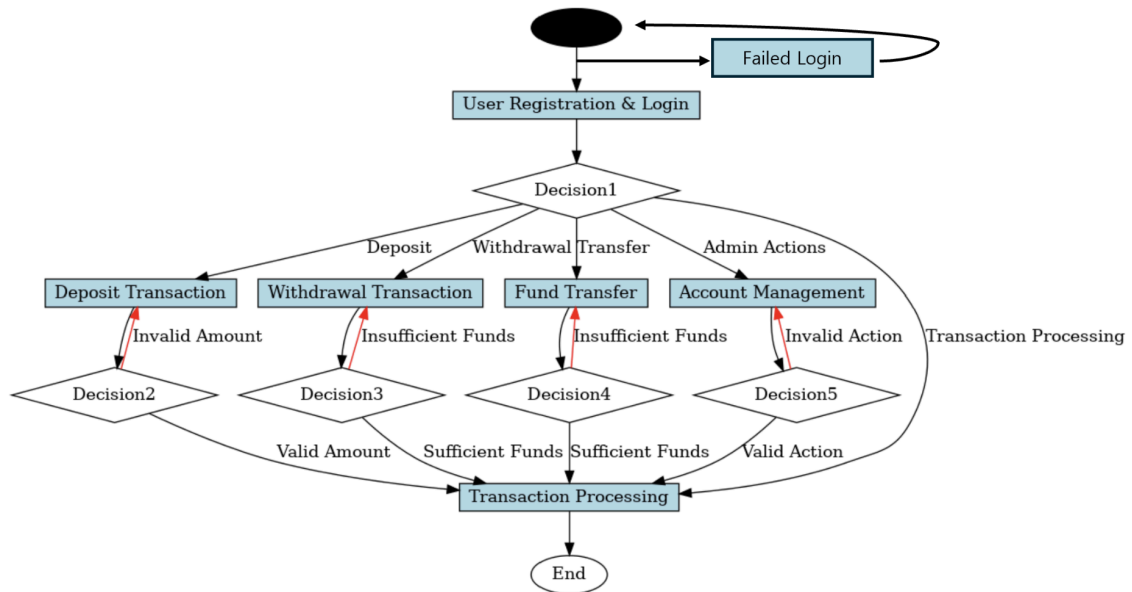 Failed Login
User Registration & Login
Decision1
Deposit
Withdrawal
Transfer
Admin Actions
Deposit Transaction
Withdrawal Transaction
Fund Transfer
Account Management
Invalid Amount
Insufficient Funds
Insufficient Funds
Invalid Action
Transaction Processing
Decision2
Decision3
Decision4
Decision5
Valid Amount
Sufficient Funds
Sufficient Funds
Valid Action
Transaction Processing
End